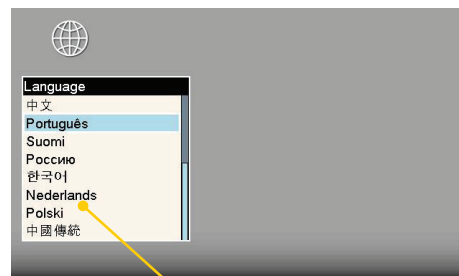 Language
中文
Português
Suomi
Россию
한국어
Nederlands
Polski
中國傳統